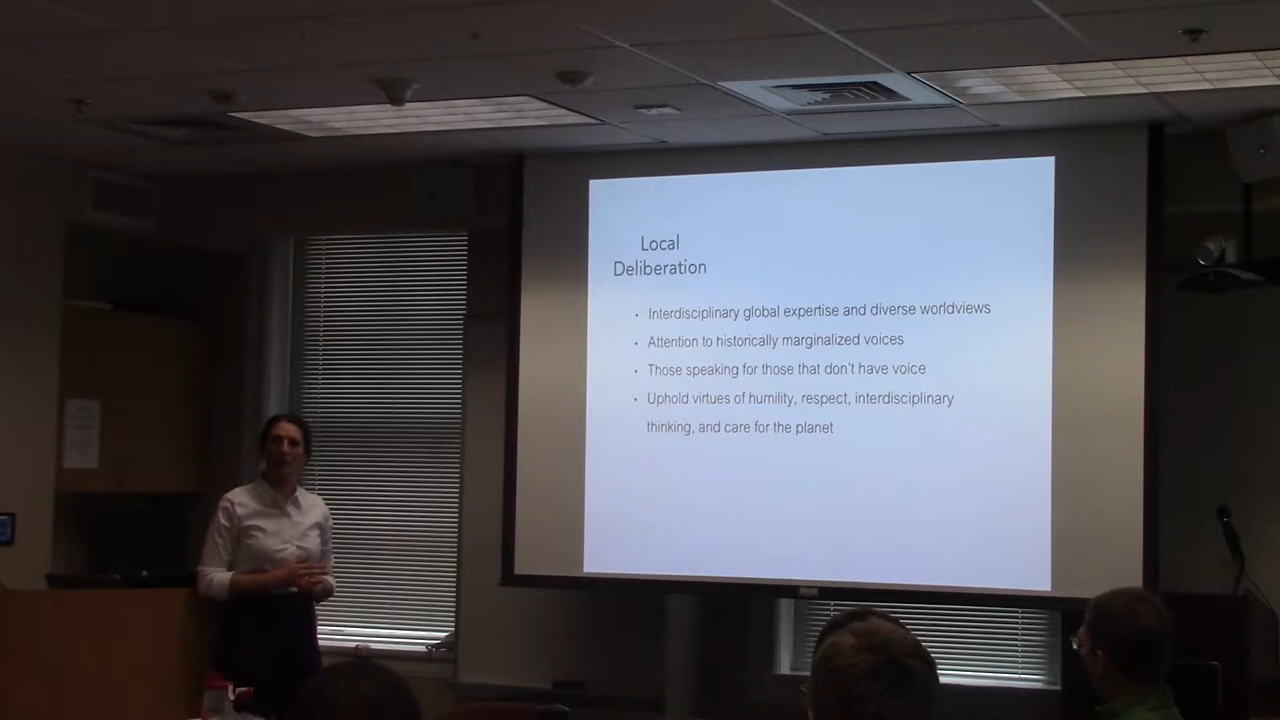 Local
Deliberation
• Interdisciplinary global expertise and diverse worldviews
• Attention to historically marginalized voices
• Those speaking for those that don't have voice
• Uphold virtues of humility, respect, interdisciplinary
thinking, and care for the planet